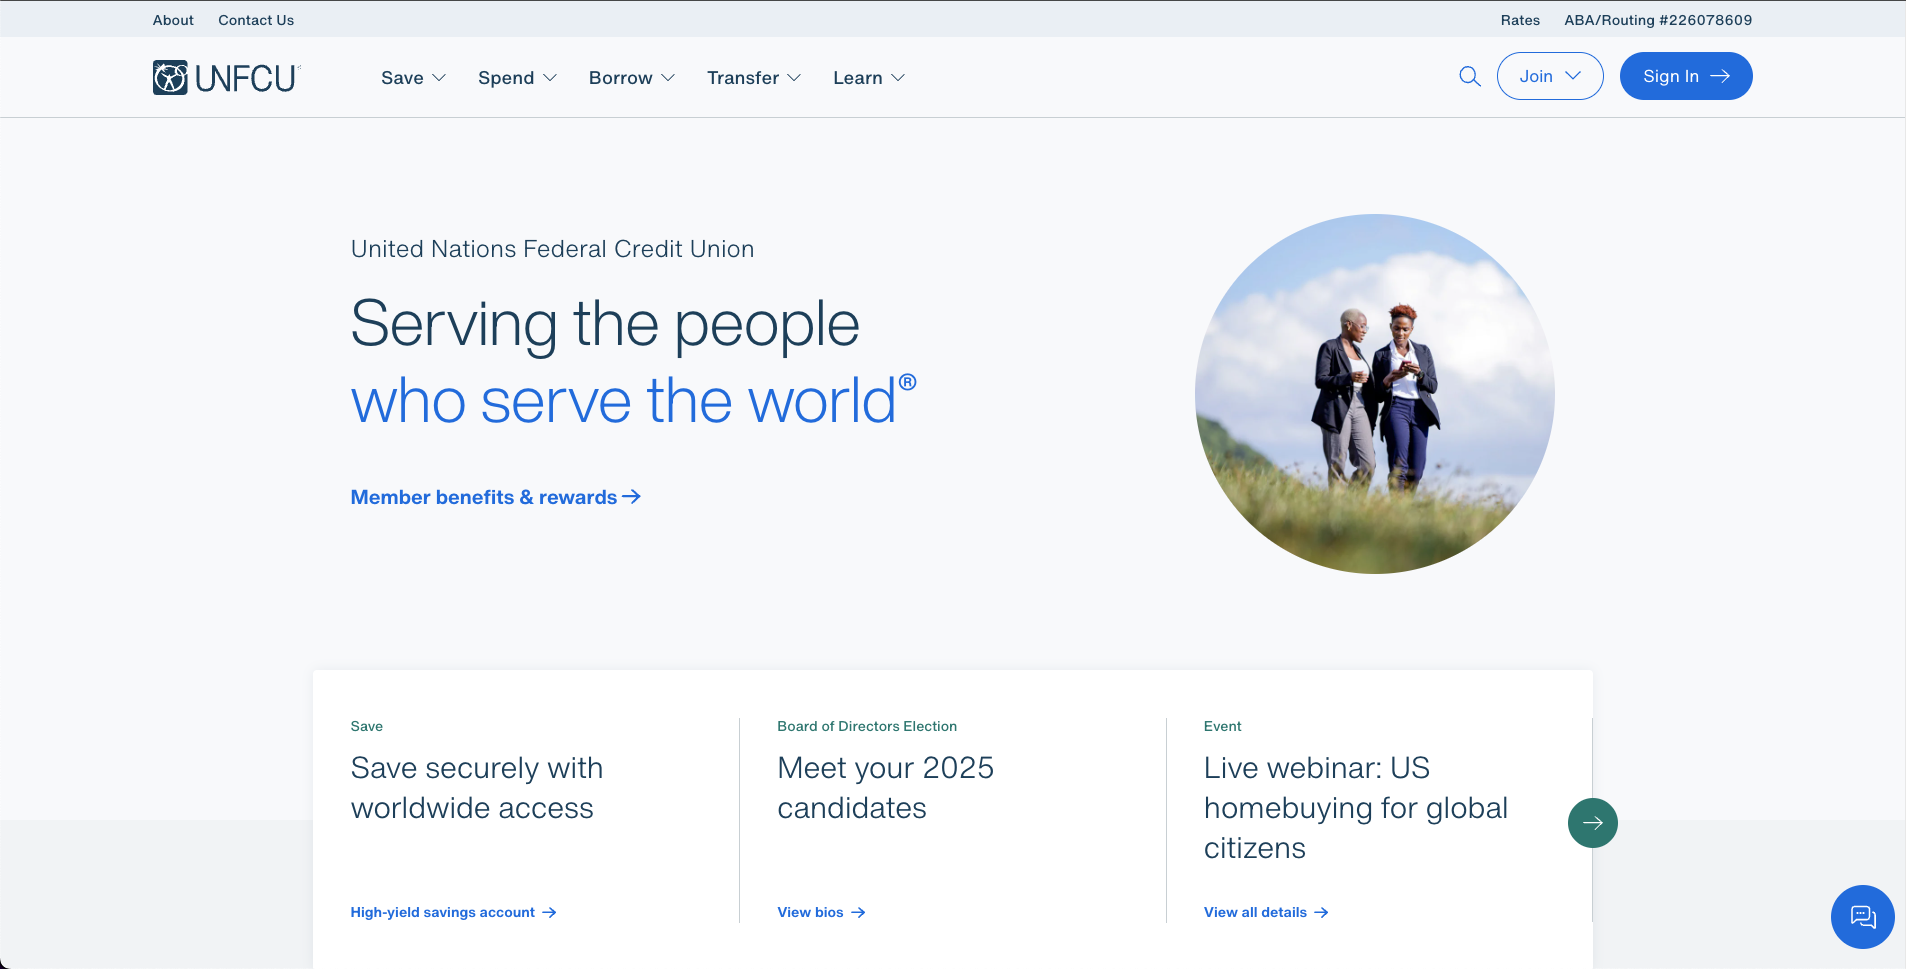 About
Contact Us
Rates
ABA/Routing #226078609
UNFCU
Save
Spend
Borrow
Transfer
Learn
Join
Sign In
United Nations Federal Credit Union
Serving the people
who serve the world®
Member benefits & rewards
Save
Save securely with
worldwide access
High-yield savings account
Board of Directors Election
Meet your 2025
candidates
View bios
Event
Live webinar: US
homebuying for global
citizens
View all details